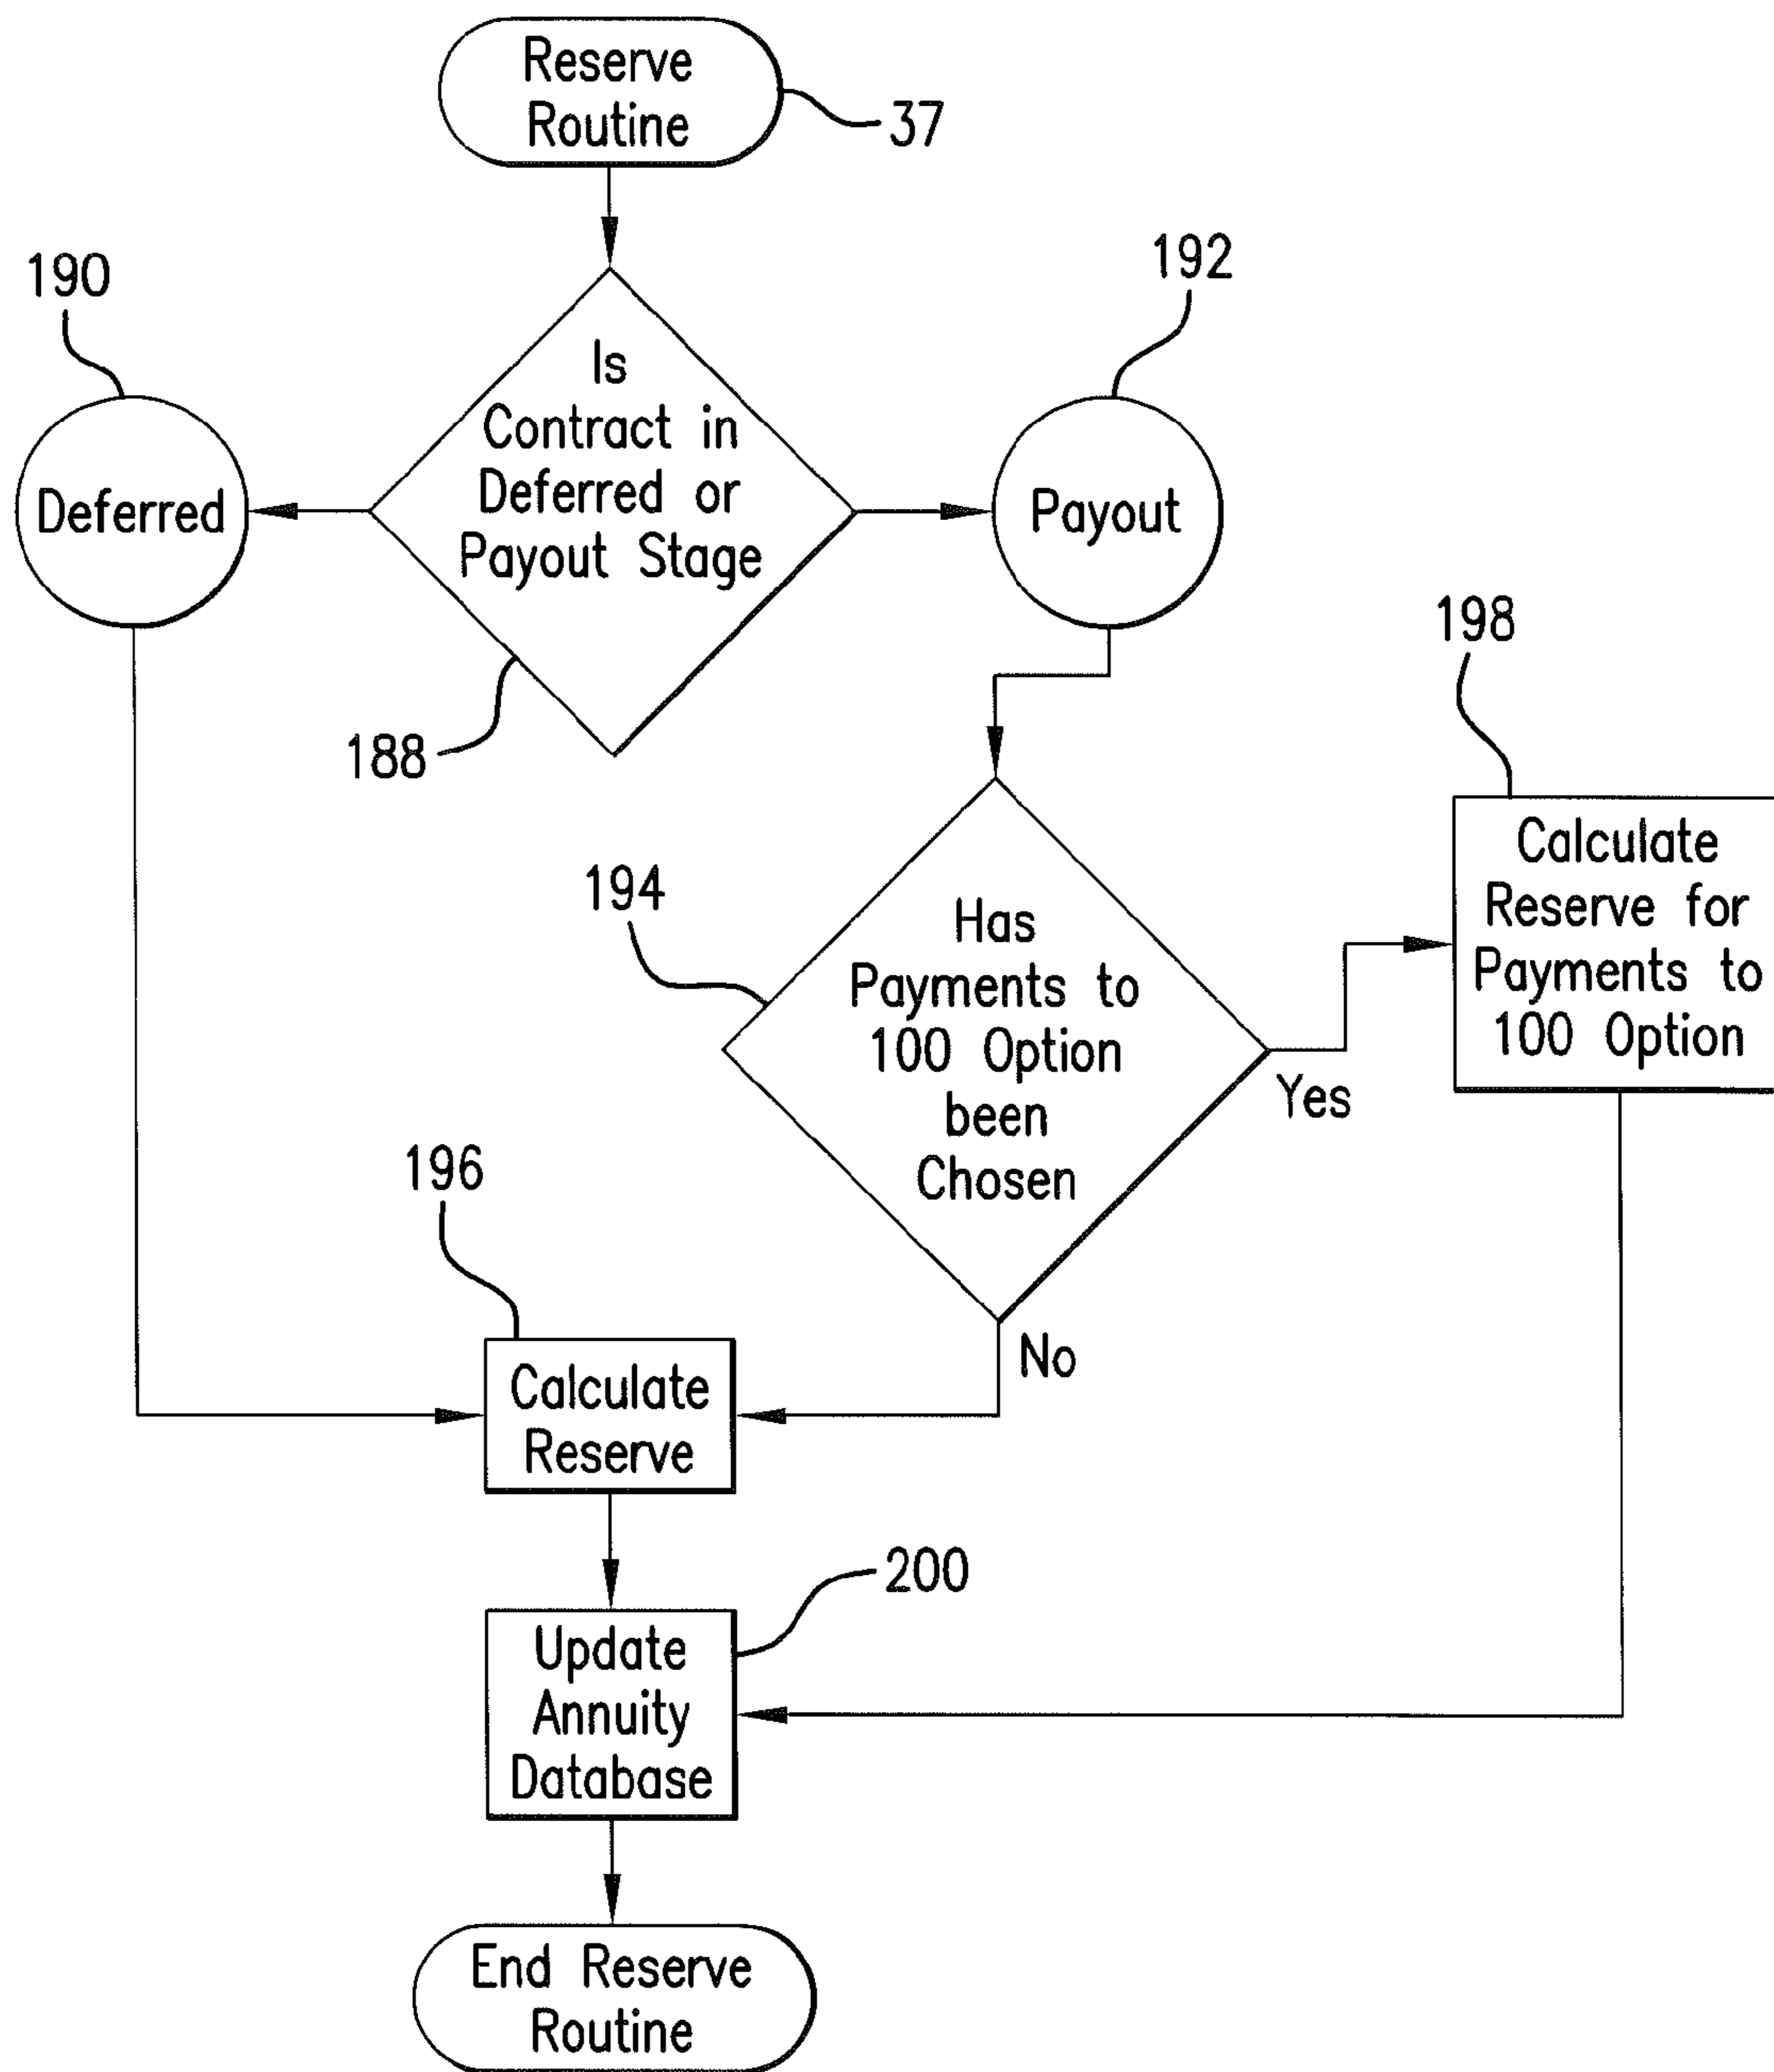 Reserve
Routine
37
190
192
Is
Contract in
Deferred or
Payout Stage
Deferred
Payout
188
198
194
Has
Payments to
100 Option
been
Chosen
Calculate
Reserve for
Payments to
100 Option
Yes
196
No
Calculate
Reserve
200
Update
Annuity
Database
End Reserve
Routine